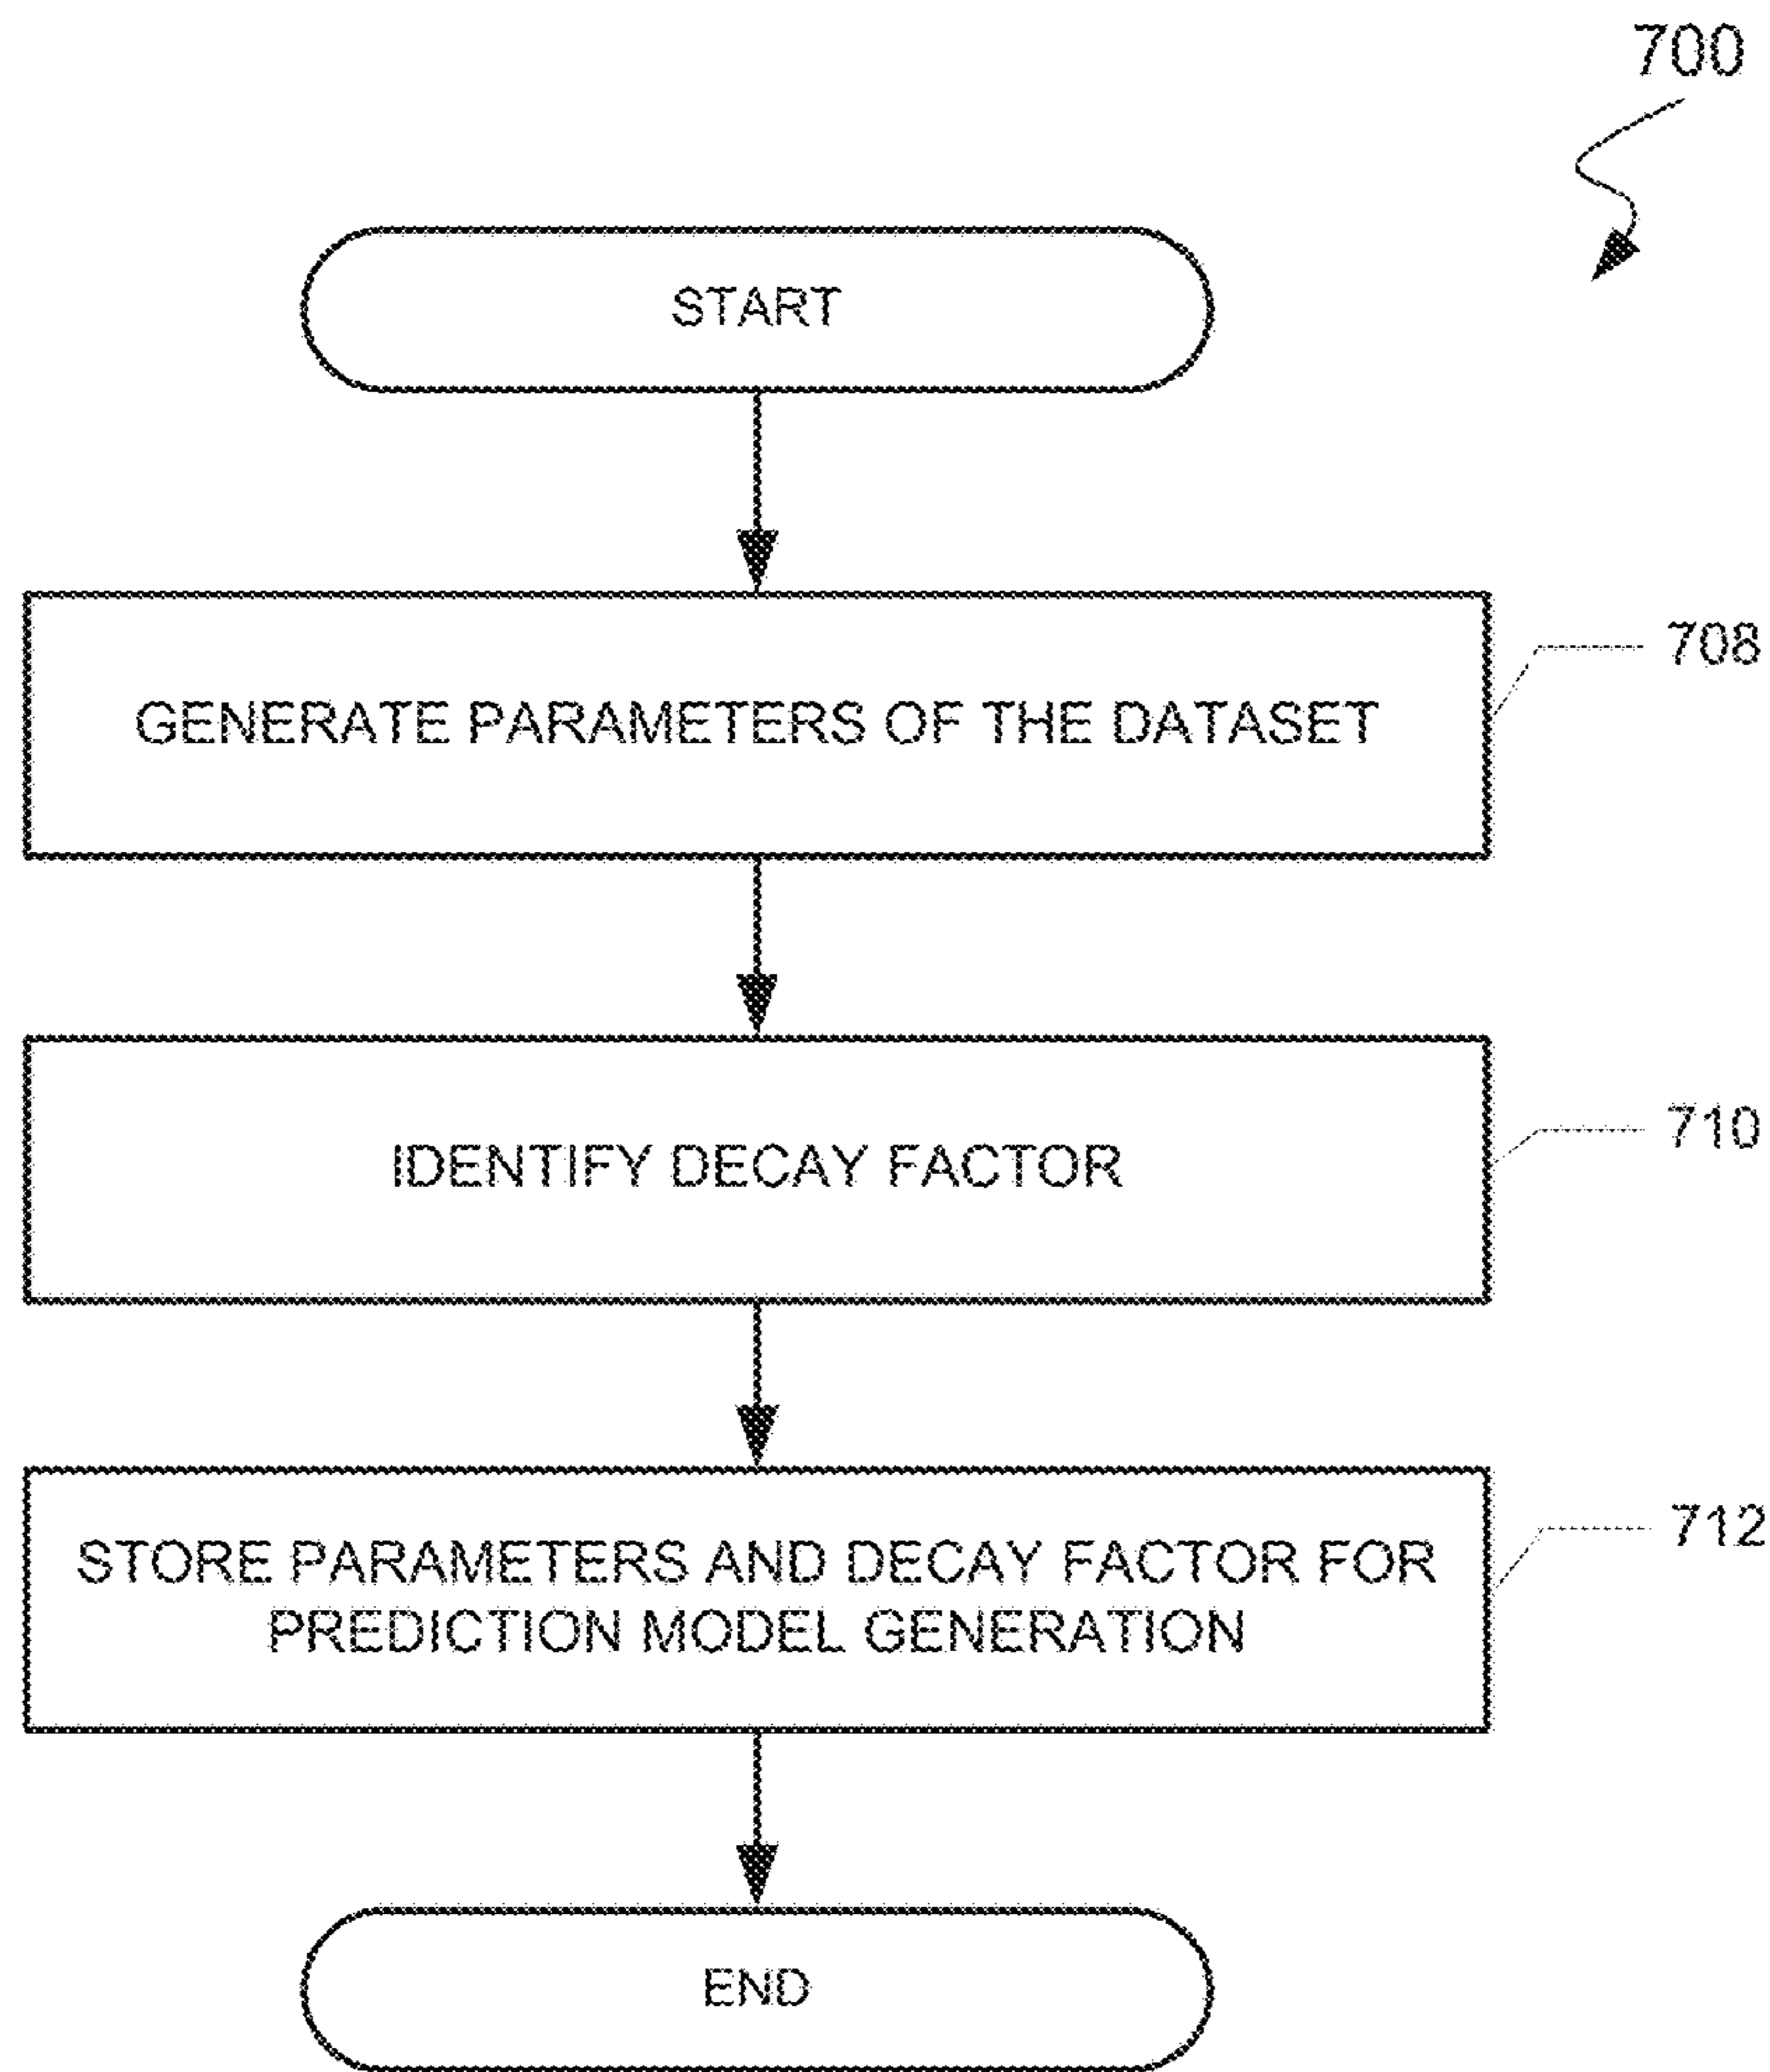 700
START
GENERATE PARAMETERS OF THE DATASET
708
IDENTIFY DECAY FACTOR
710
STORE PARAMETERS AND DECAY FACTOR FOR
PREDICTION MODEL GENERATION
712
END